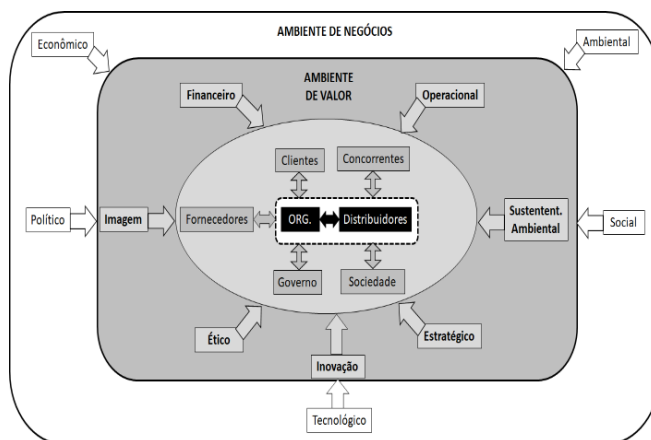 AMBIENTE DE NEGÓCIOS
Econômico
Ambiental
AMBIENTE
DE VALOR
Financeiro
Operacional
Clientes
Concorrentes
Político
Imagem
Fornecedores
ORG.
Distribuidores
Sustentent.
Ambiental
Social
Governo
Sociedade
Ético
Estratégico
Inovação
Tecnológico